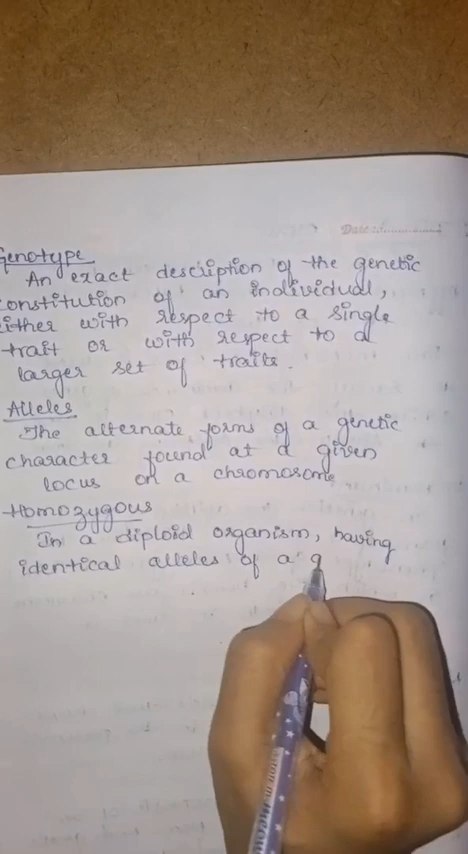 Date
Genotype
An exact description of the genetic
constitution of an individual,
either with respect to a single
trait or with respect to a
larger set of traits.
Alleles
The alternate forms of a genetic
character found at a given
locus on a chromosome
Homozygous
In a diploid organism, having
identical alleles of a g